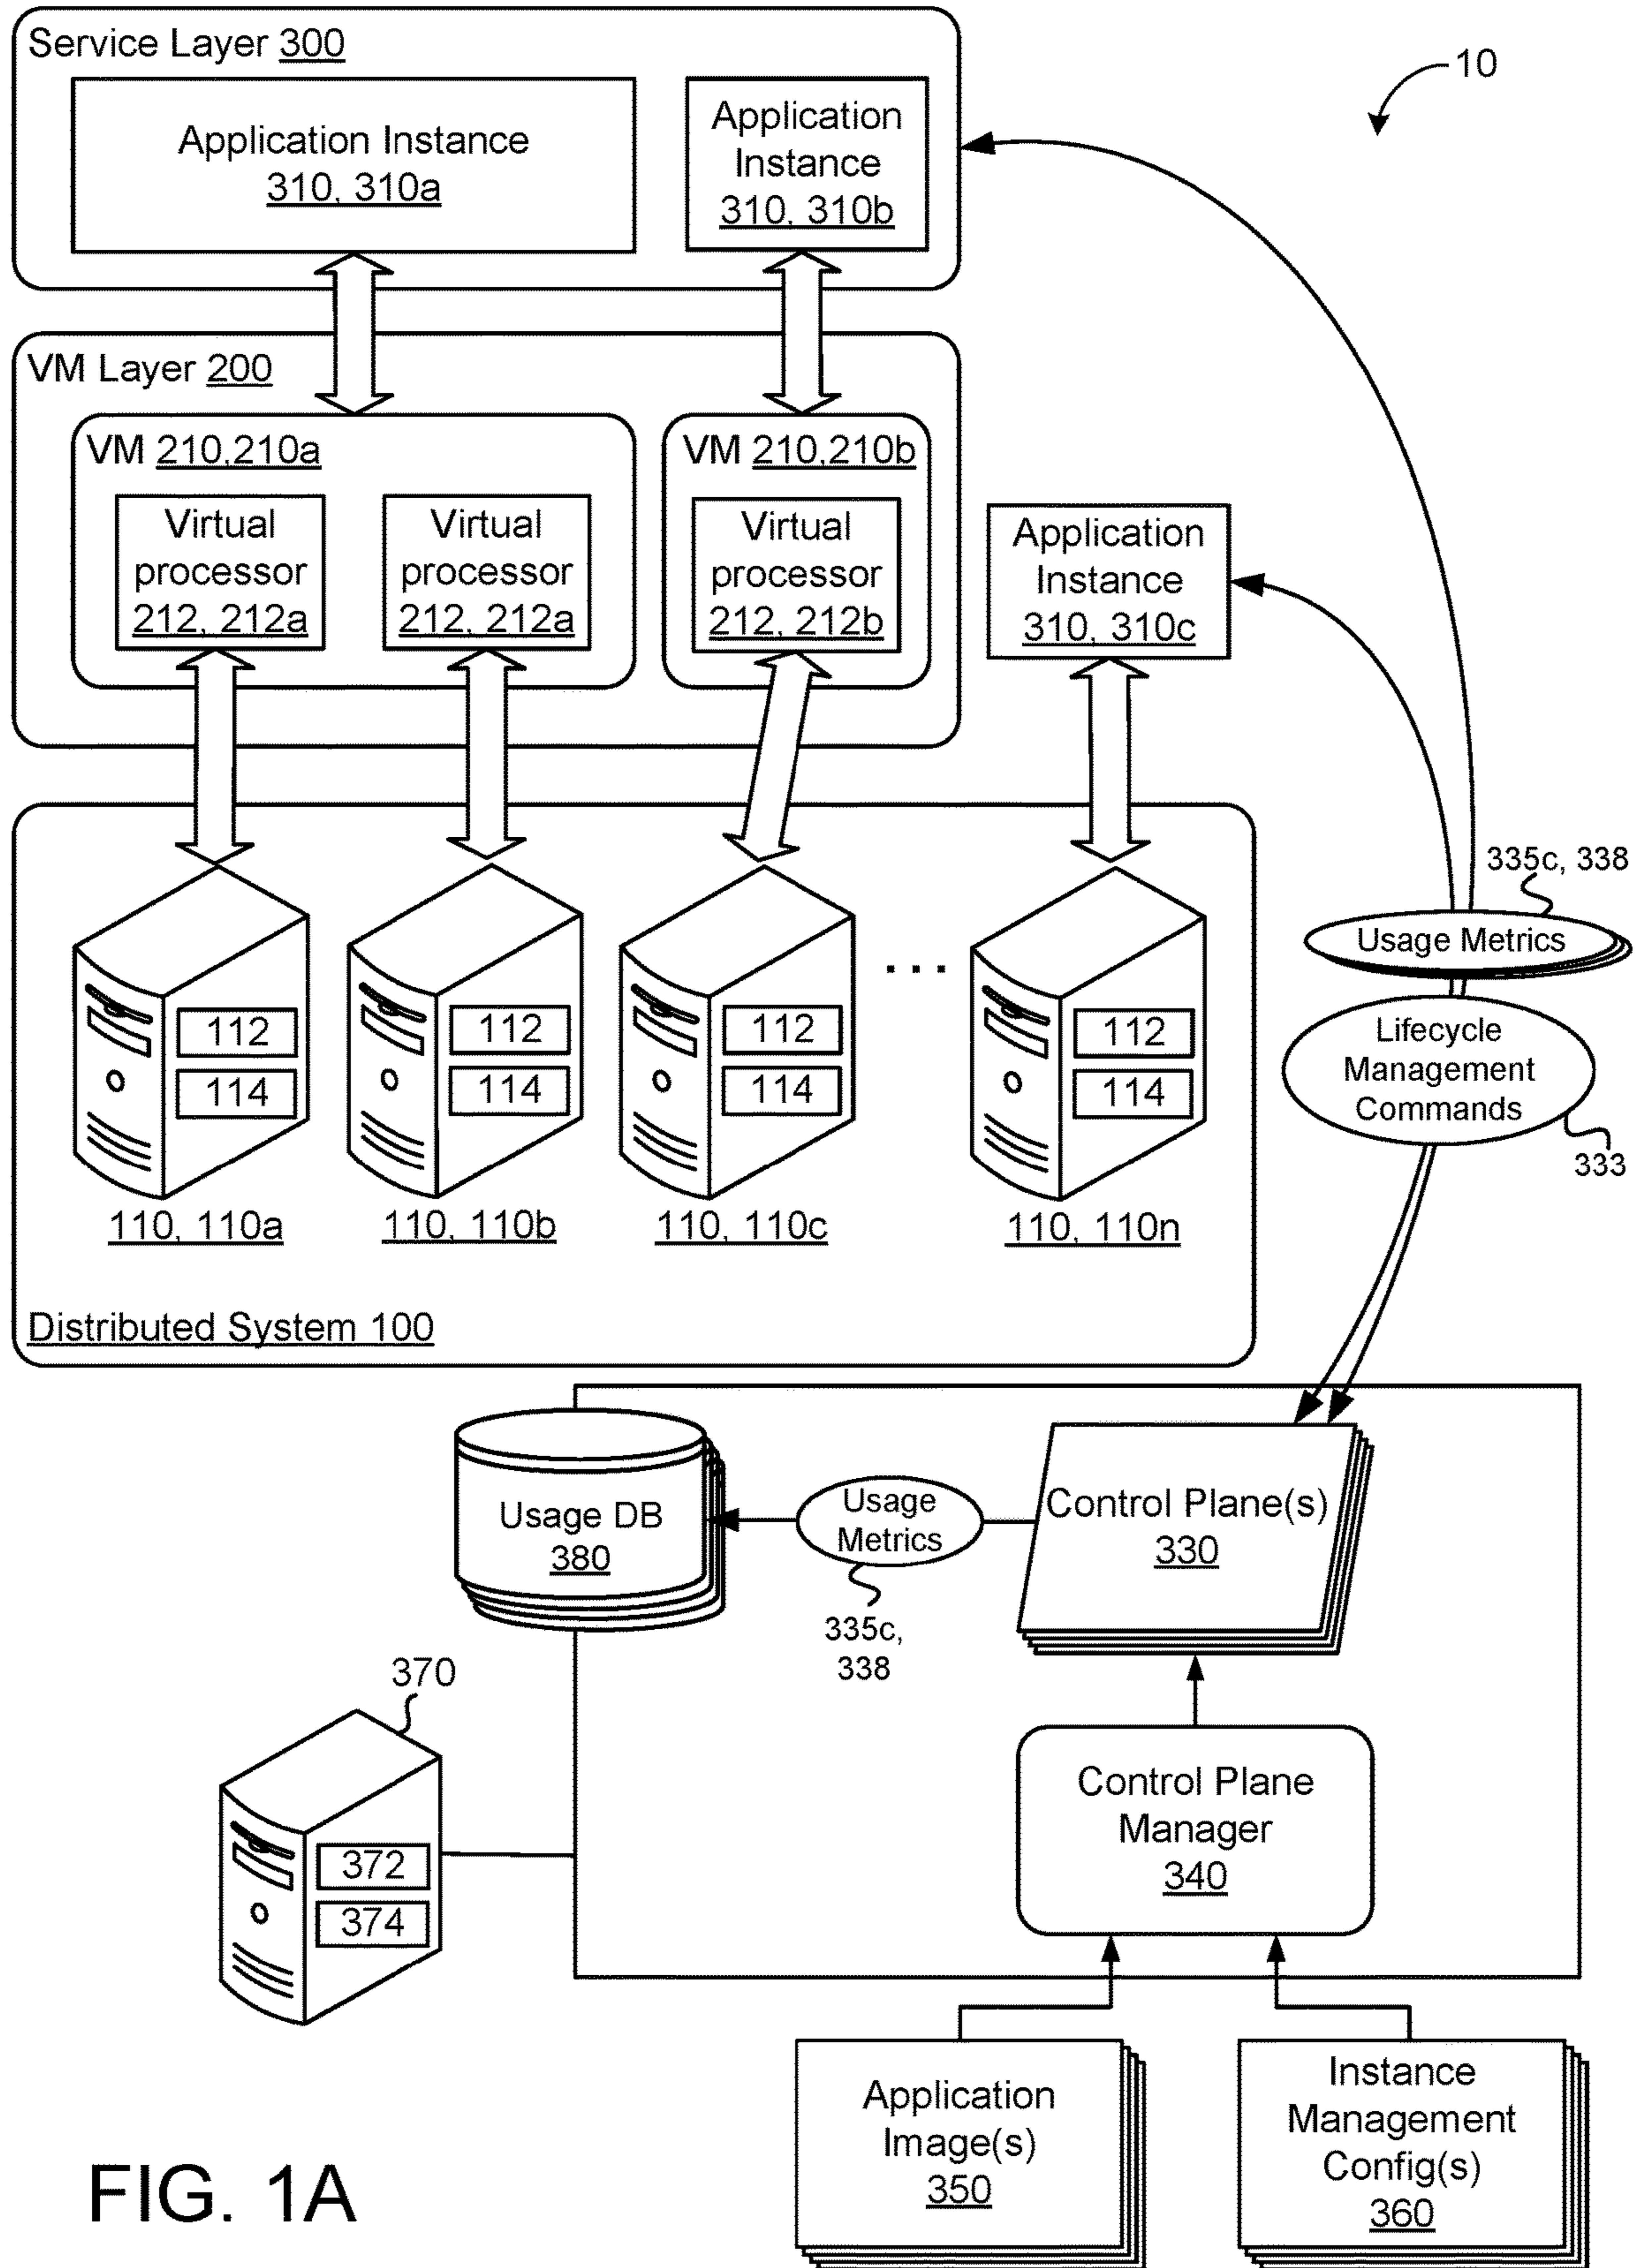 Service Layer 300
10
Application Instance
310, 310a
Application
Instance
310, 310b
VM Layer 200
VM 210,210a
VM 210,210b
Virtual
processor
212, 212a
Virtual
processor
212, 212a
Virtual
processor
212, 212b
Application
Instance
310, 310c
335c, 338
Usage Metrics
Lifecycle
Management
Commands
333
112
114
112
114
112
114
...
112
114
110, 110a
110, 110b
110, 110c
110, 110n
Distributed System 100
Usage DB
380
Usage
Metrics
335c,
338
Control Plane(s)
330
370
372
374
Control Plane
Manager
340
Application
Image(s)
350
Instance
Management
Config(s)
360
FIG. 1A